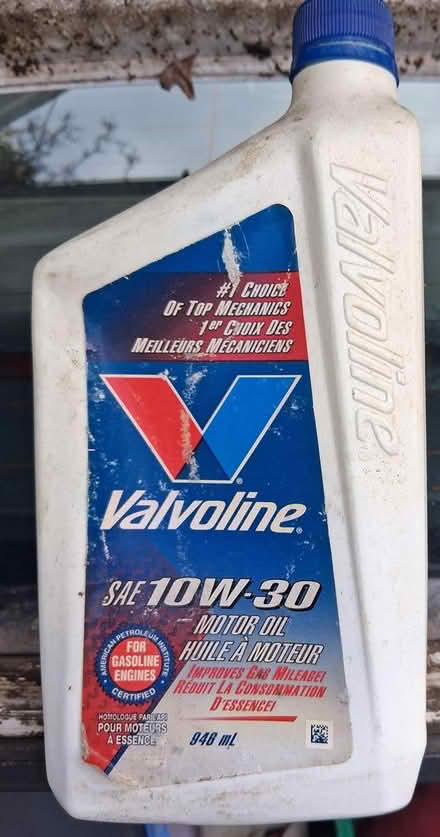 #1 CHOICE
OF TOP MECHANICS
1er CHOIX DES
MEILLEURS MÉCANICIENS
Valvoline®
Valvoline
SAE 10W-30
MOTOR OIL
HUILE À MOTEUR
IMPROVES GAS MILEAGE!
RÉDUIT LA CONSOMMATION
D'ESSENCE!
AMERICAN PETROLEUM INSTITUTE
FOR
GASOLINE
ENGINES
CERTIFIED
HOMOLOGUÉ PAR L'API
POUR MOTEURS
À ESSENCE
946 mL